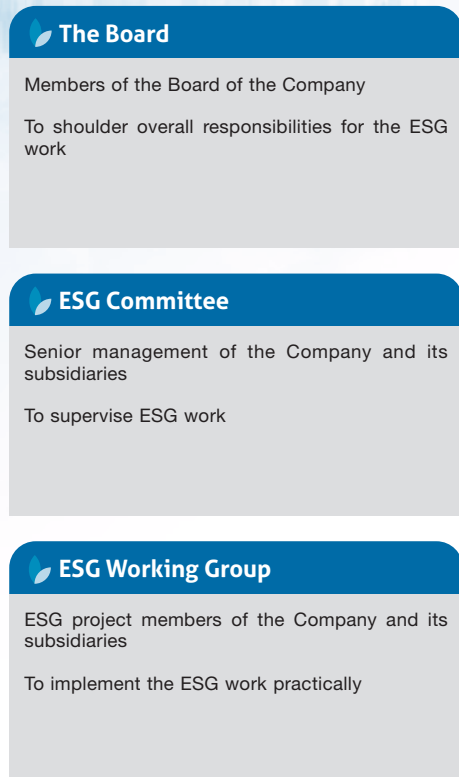 The Board
Members of the Board of the Company
To shoulder overall responsibilities for the ESG
work
ESG Committee
Senior management of the Company and its
subsidiaries
To supervise ESG work
ESG Working Group
ESG project members of the Company and its
subsidiaries
To implement the ESG work practically